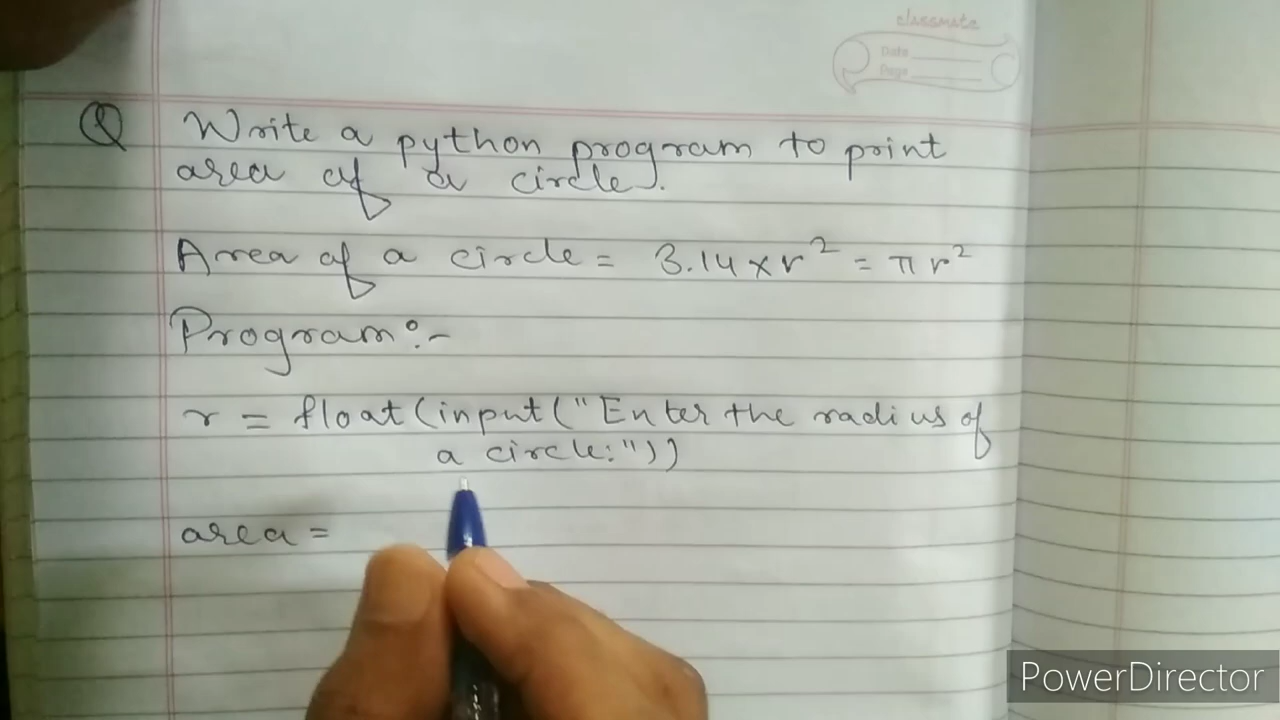 classmate
Date
Page
Q Write a python program to print
area of a circle.
Area of a circle = 3.14 x r² = π r²
Program:-
r = float(input("Enter the radius of
a circle:"))
area =
PowerDirector